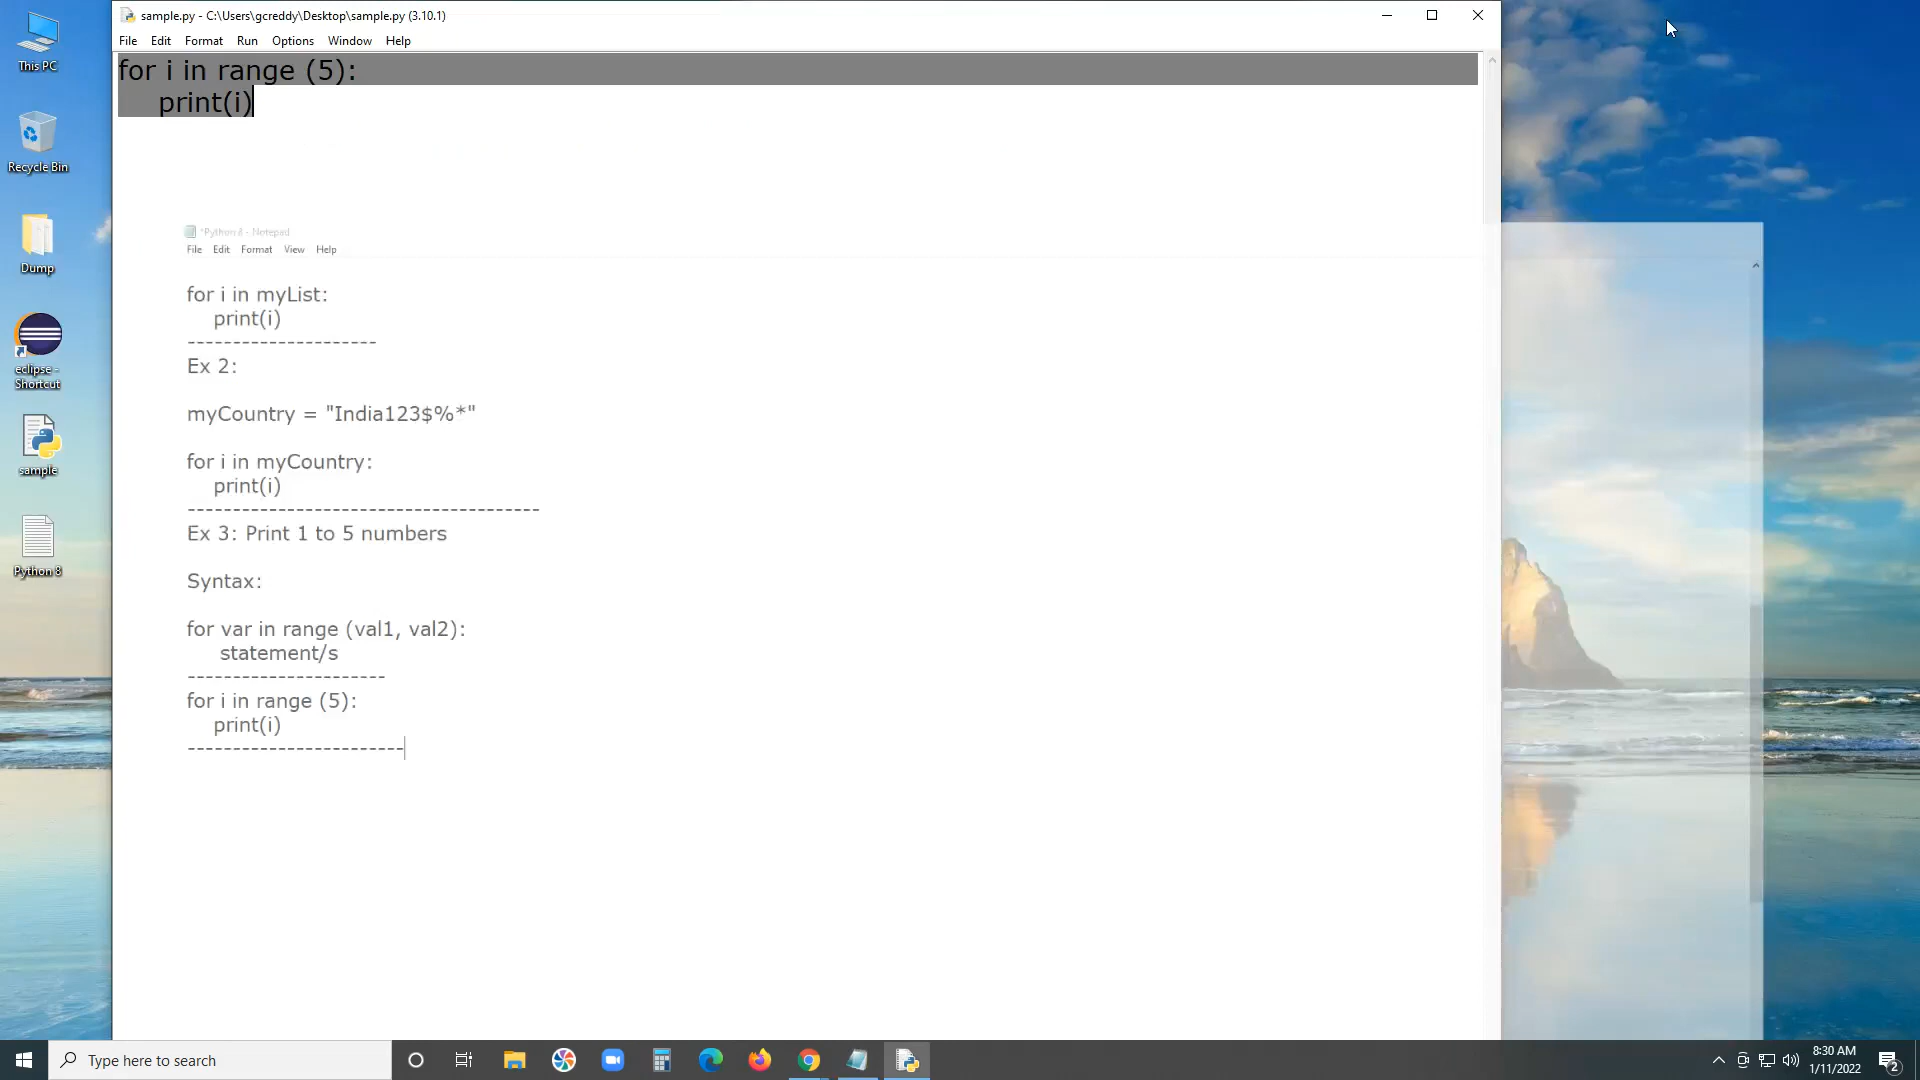 sample.py - C:\Users\gcreddy\Desktop\sample.py (3.10.1)
File Edit Format Run Options Window Help
for i in range (5):
print(i)
*Python 8 - Notepad
File Edit Format View Help
for i in myList:
print(i)
---------------------
Ex 2:
myCountry = "India123$%*"
for i in myCountry:
print(i)
---------------------------------------
Ex 3: Print 1 to 5 numbers
Syntax:
for var in range (val1, val2):
statement/s
----------------------
for i in range (5):
print(i)
------------------------
This PC
Recycle Bin
Dump
eclipse -
Shortcut
sample
Python 8
Type here to search
8:30 AM
1/11/2022
2